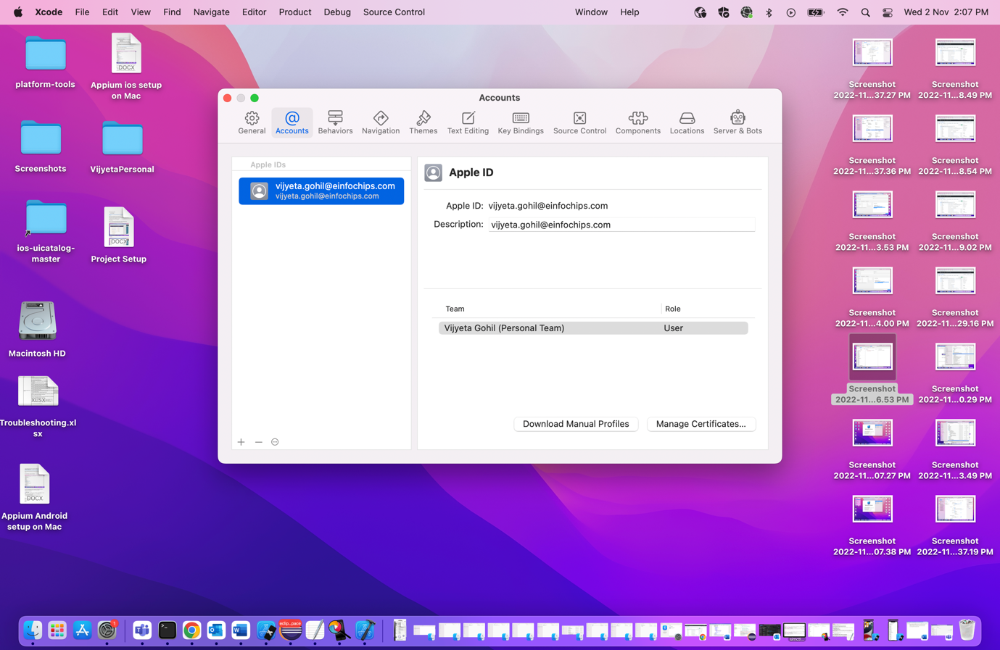 Xcode File Edit View Find Navigate Editor Product Debug Source Control Window Help Wed 2 Nov 2:07 PM
platform-tools
DOCX
Appium ios setup
on Mac
Screenshots
VijyetaPersonal
ios-uicatalog-
master
DOCX
Project Setup
Macintosh HD
XLSX
Troubleshooting.xl
sx
DOCX
Appium Android
setup on Mac
Accounts
General Accounts Behaviors Navigation Themes Text Editing Key Bindings Source Control Components Locations Server & Bots
Apple IDs
vijyeta.gohil@einfochips.com
vijyeta.gohil@einfochips.com
Apple ID
Apple ID: vijyeta.gohil@einfochips.com
Description: vijyeta.gohil@einfochips.com
Team Role
Vijyeta Gohil (Personal Team) User
Download Manual Profiles Manage Certificates...
Screenshot
2022-11...37.27 PM
Screenshot
2022-11...8.49 PM
Screenshot
2022-11...37.36 PM
Screenshot
2022-11...8.54 PM
Screenshot
2022-11...3.53 PM
Screenshot
2022-11...9.02 PM
Screenshot
2022-11...4.00 PM
Screenshot
2022-11...29.16 PM
Screenshot
2022-11...6.53 PM
Screenshot
2022-11...0.29 PM
Screenshot
2022-11...07.27 PM
Screenshot
2022-11...3.49 PM
Screenshot
2022-11...07.38 PM
Screenshot
2022-11...37.19 PM
1
eclip...pace
simctl